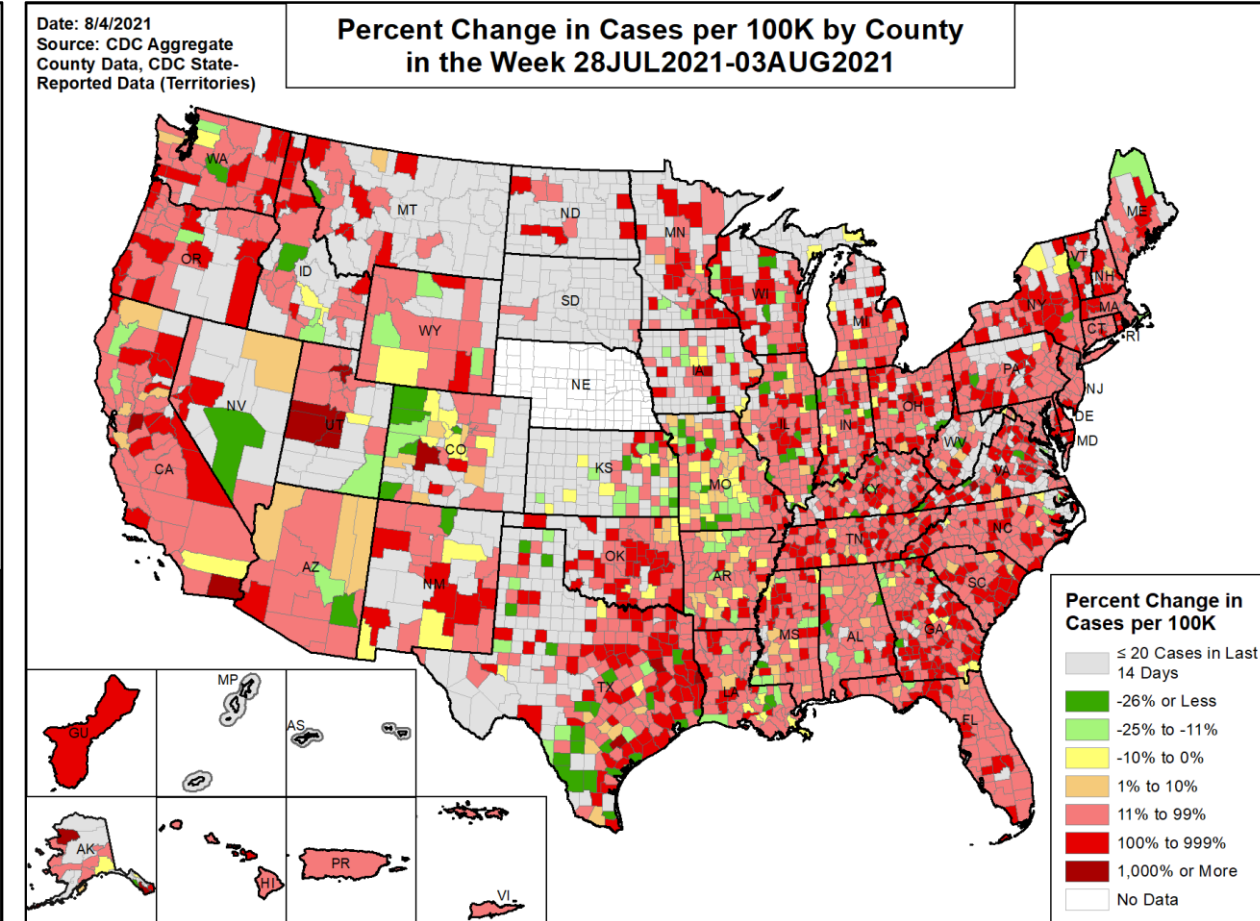 Date: 8/4/2021
Source: CDC Aggregate
County Data, CDC State-
Reported Data (Territories)
Percent Change in Cases per 100K by County
in the Week 28JUL2021-03AUG2021
WA
MT
ND
MN
ME
OR
ID
WY
SD
WI
MI
NY
VT
NH
MA
CT
RI
NV
UT
CO
NE
IA
IL
IN
OH
PA
NJ
DE
MD
WV
VA
CA
KS
MO
KY
AZ
NM
OK
AR
TN
NC
SC
TX
LA
MS
AL
GA
FL
GU
MP
AS
AK
HI
PR
VI
Percent Change in
Cases per 100K
≤ 20 Cases in Last
14 Days
-26% or Less
-25% to -11%
-10% to 0%
1% to 10%
11% to 99%
100% to 999%
1,000% or More
No Data